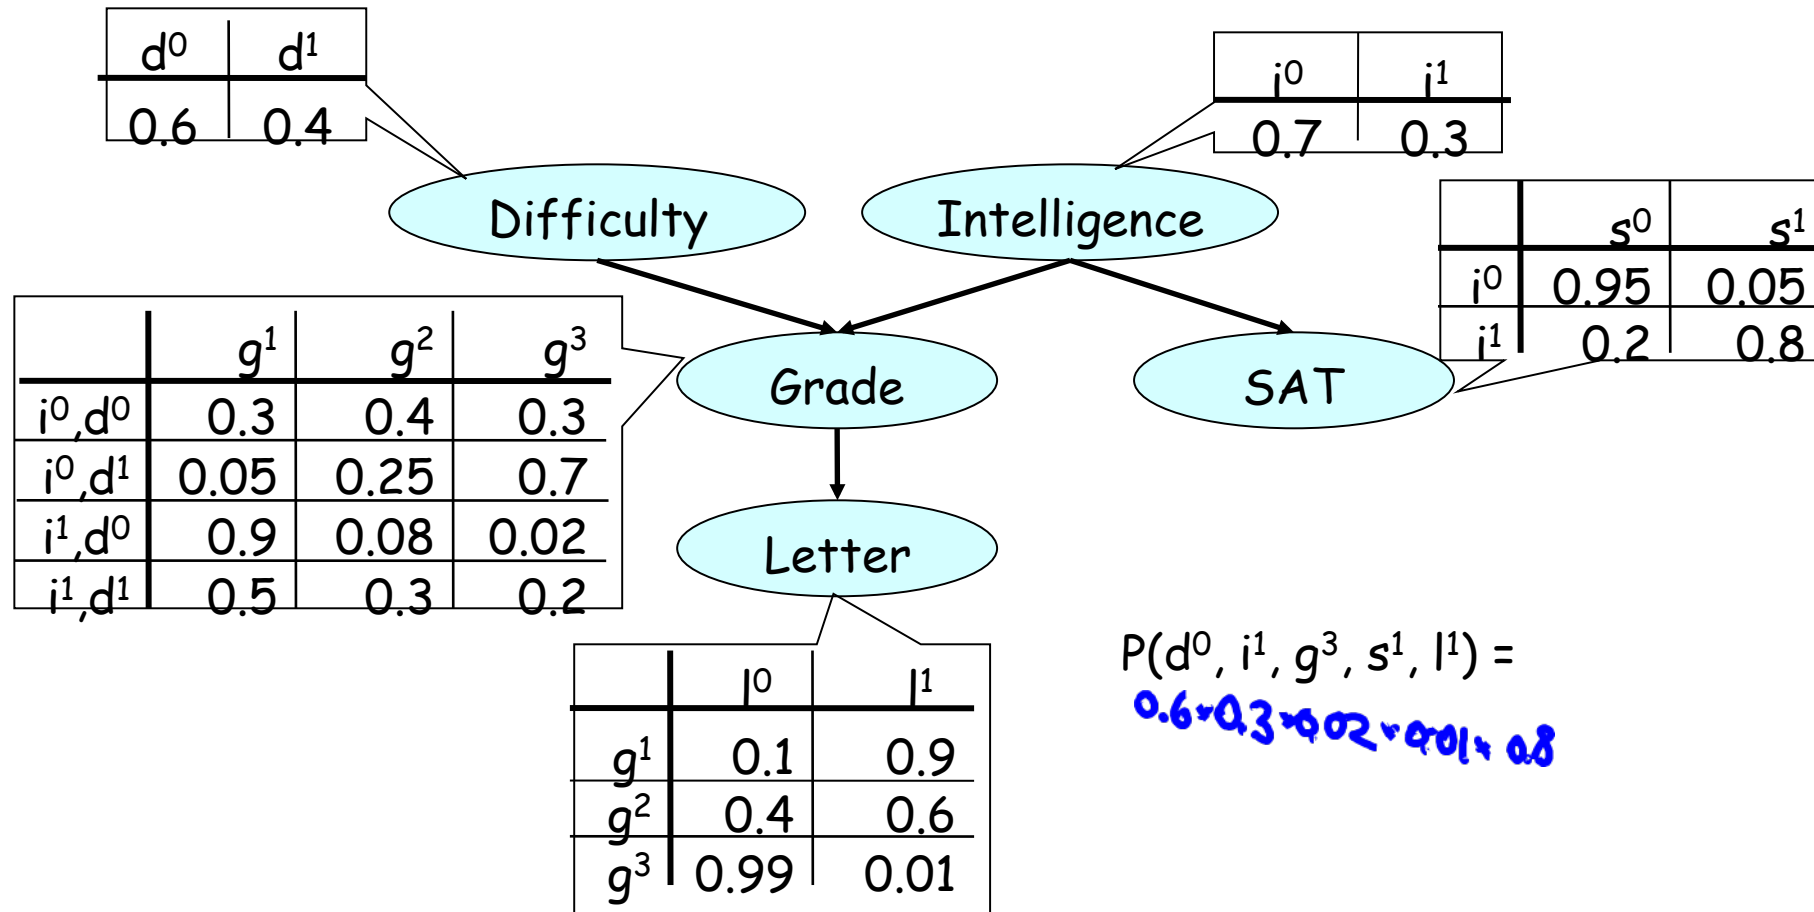 d⁰ d¹
0.6 0.4
i⁰ i¹
0.7 0.3
Difficulty
Intelligence
s⁰ s¹
i⁰ 0.95 0.05
i¹ 0.2 0.8
g¹ g² g³
i⁰,d⁰ 0.3 0.4 0.3
i⁰,d¹ 0.05 0.25 0.7
i¹,d⁰ 0.9 0.08 0.02
i¹,d¹ 0.5 0.3 0.2
Grade
SAT
Letter
l⁰ l¹
g¹ 0.1 0.9
g² 0.4 0.6
g³ 0.99 0.01
P(d⁰, i¹, g³, s¹, l¹) =
0.6*0.3*0.02*0.01*0.8